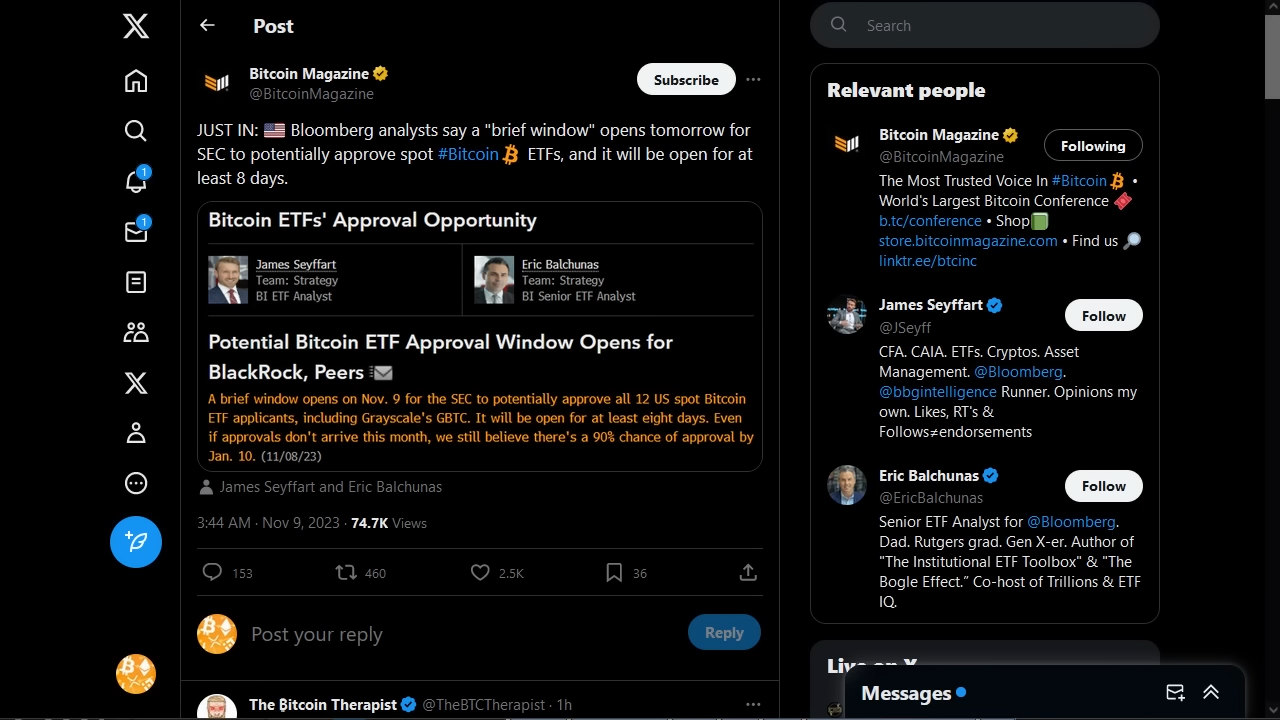 Post
Bitcoin Magazine
@BitcoinMagazine
Subscribe
JUST IN: 🇺🇸 Bloomberg analysts say a "brief window" opens tomorrow for
SEC to potentially approve spot #Bitcoin ETFs, and it will be open for at
least 8 days.
Bitcoin ETFs' Approval Opportunity
James Seyffart
Team: Strategy
BI ETF Analyst
Eric Balchunas
Team: Strategy
BI Senior ETF Analyst
Potential Bitcoin ETF Approval Window Opens for
BlackRock, Peers
A brief window opens on Nov. 9 for the SEC to potentially approve all 12 US spot Bitcoin
ETF applicants, including Grayscale's GBTC. It will be open for at least eight days. Even
if approvals don't arrive this month, we still believe there's a 90% chance of approval by
Jan. 10. (11/08/23)
James Seyffart and Eric Balchunas
3:44 AM · Nov 9, 2023 · 74.7K Views
153 460 2.5K 36
Post your reply
Reply
The ₿itcoin Therapist @TheBTCTherapist · 1h
1
1
Search
Relevant people
Bitcoin Magazine
@BitcoinMagazine
Following
The Most Trusted Voice In #Bitcoin •
World's Largest Bitcoin Conference 🎟️
b.tc/conference • Shop📗
store.bitcoinmagazine.com • Find us 🔎
linktr.ee/btcinc
James Seyffart
@JSeyff
Follow
CFA. CAIA. ETFs. Cryptos. Asset
Management. @Bloomberg.
@bbgintelligence Runner. Opinions my
own. Likes, RT's &
Follows≠endorsements
Eric Balchunas
@EricBalchunas
Follow
Senior ETF Analyst for @Bloomberg.
Dad. Rutgers grad. Gen X-er. Author of
"The Institutional ETF Toolbox" & "The
Bogle Effect.” Co-host of Trillions & ETF
IQ.
Live on X
Messages